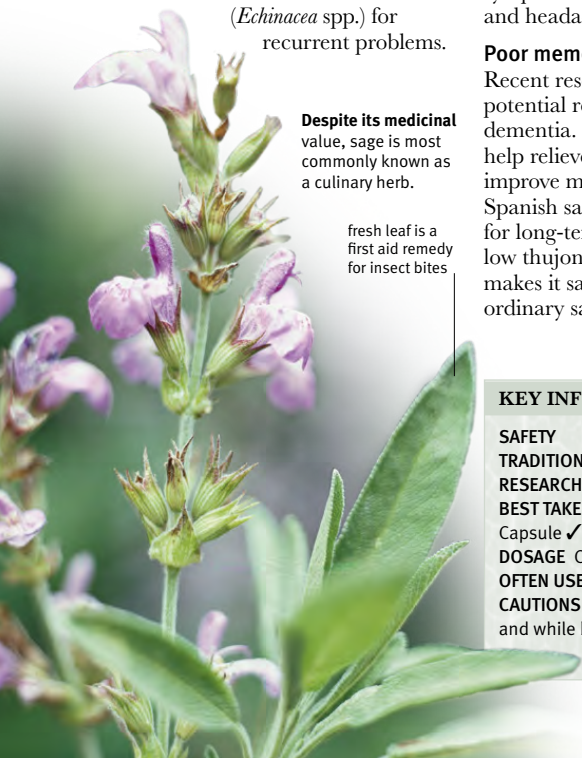 (Echinacea spp.) for
recurrent problems.
Despite its medicinal
value, sage is most
commonly known as
a culinary herb.
fresh leaf is a
first aid remedy
for insect bites
and heada
Poor mem
Recent res
potential r
dementia.
help reliev
improve m
Spanish sa
for long-te
low thujon
makes it sa
ordinary sa
KEY INF
SAFETY
TRADITION
RESEARCH
BEST TAKE
Capsule ✓
DOSAGE
OFTEN USE
CAUTIONS
and while